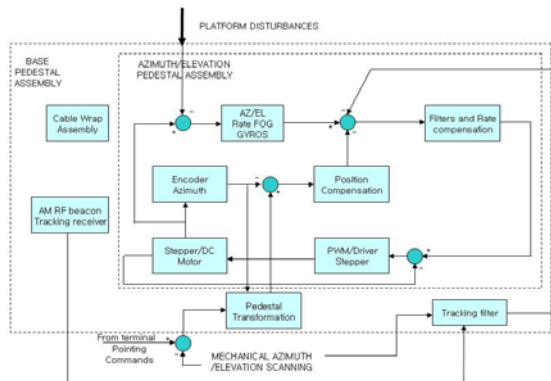 PLATFORM DISTURBANCES
BASE
PEDESTAL
ASSEMBLY
AZIMUTH/ELEVATION
PEDESTAL ASSEMBLY
Cable Wrap
Assembly
AZ/EL
Rate FOG
GYROS
Filters and Rate
compensation
Encoder
Azimuth
Position
Compensation
AM RF beacon
Tracking receiver
Stepper/DC
Motor
PWM/Driver
Stepper
Pedestal
Transformation
Tracking filter
From terminal
Pointing
Commands
MECHANICAL AZIMUTH
/ELEVATION SCANNING